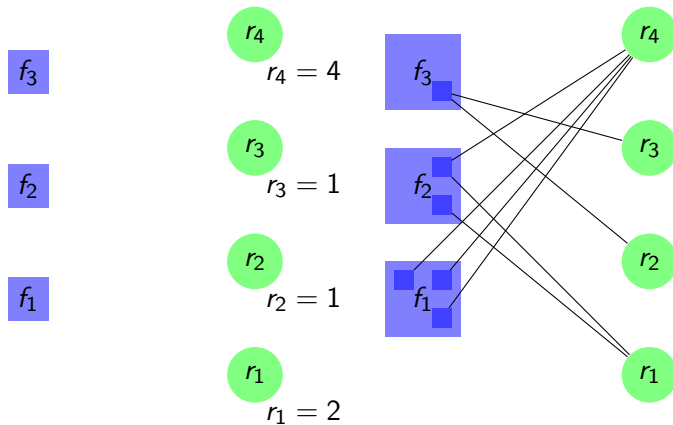 f₃
f₂
f₁
r₄
r₄ = 4
r₃
r₃ = 1
r₂
r₂ = 1
r₁
r₁ = 2
f₃
f₂
f₁
r₄
r₃
r₂
r₁